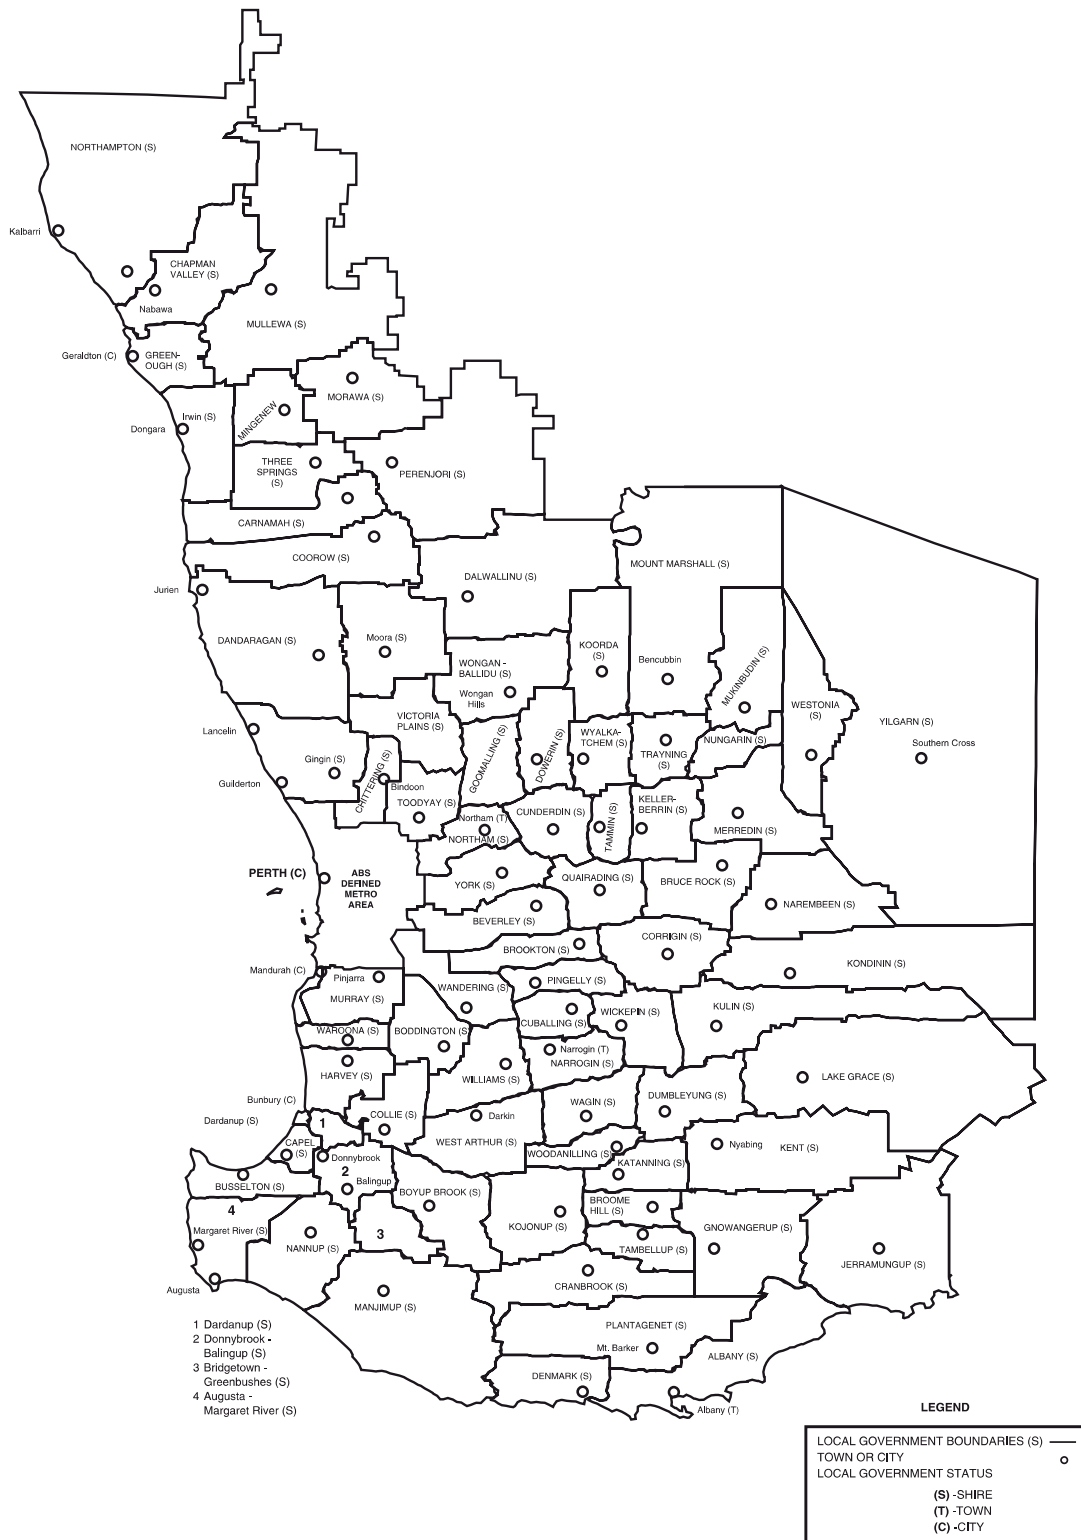 NORTHAMPTON (S)
Kalbarri
CHAPMAN
VALLEY (S)
Nabawa
MULLEWA (S)
Geraldton (C)
GREEN-
OUGH (S)
MORAWA (S)
MINGENEW
Irwin (S)
Dongara
THREE
SPRINGS
(S)
PERENJORI (S)
CARNAMAH (S)
COOROW (S)
DALWALLINU (S)
MOUNT MARSHALL (S)
Jurien
DANDARAGAN (S)
Moora (S)
KOORDA
(S)
Bencubbin
MUKINBUDIN (S)
WONGAN -
BALLIDU (S)
Wongan
Hills
WESTONIA
(S)
YILGARN (S)
Southern Cross
Lancelin
VICTORIA
PLAINS (S)
GOOMALLING (S)
DOWERIN (S)
WYALKA-
TCHEM (S)
TRAYNING
(S)
NUNGARIN (S)
Gingin (S)
Guilderton
CHITTERING (S)
Bindoon
TOODYAY (S)
Northam (T)
NORTHAM (S)
CUNDERDIN (S)
TAMMIN (S)
KELLER-
BERRIN (S)
MERREDIN (S)
PERTH (C)
ABS
DEFINED
METRO
AREA
YORK (S)
QUAIRADING (S)
BRUCE ROCK (S)
NAREMBEEN (S)
BEVERLEY (S)
BROOKTON (S)
CORRIGIN (S)
KONDININ (S)
Mandurah (C)
Pinjarra
MURRAY (S)
WANDERING (S)
PINGELLY (S)
CUBALLING (S)
WICKEPIN (S)
KULIN (S)
WAROONA (S)
BODDINGTON (S)
Narrogin (T)
NARROGIN (S)
HARVEY (S)
WILLIAMS (S)
LAKE GRACE (S)
Bunbury (C)
Dardanup (S)
1
COLLIE (S)
Darkin
WEST ARTHUR (S)
WAGIN (S)
DUMBLEYUNG (S)
CAPEL
(S)
Donnybrook
2
Balingup
WOODANILLING (S)
KATANNING (S)
Nyabing
KENT (S)
BUSSELTON (S)
4
BOYUP BROOK (S)
BROOME
HILL (S)
KOJONUP (S)
GNOWANGERUP (S)
Margaret River (S)
NANNUP (S)
3
TAMBELLUP (S)
JERRAMUNGUP (S)
Augusta
MANJIMUP (S)
CRANBROOK (S)
PLANTAGENET (S)
Mt. Barker
ALBANY (S)
DENMARK (S)
Albany (T)
1 Dardanup (S)
2 Donnybrook -
Balingup (S)
3 Bridgetown -
Greenbushes (S)
4 Augusta -
Margaret River (S)
LEGEND
LOCAL GOVERNMENT BOUNDARIES (S)
TOWN OR CITY
LOCAL GOVERNMENT STATUS
(S) -SHIRE
(T) -TOWN
(C) -CITY